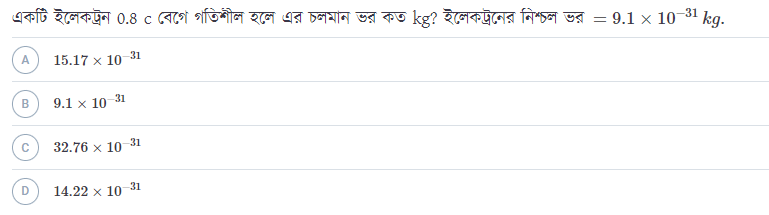 একটি ইলেকট্রন 0.8 c বেগে গতিশীল হলে এর চলমান ভর কত kg? ইলেকট্রনের নিশ্চল ভর = 9.1 × 10⁻³¹ kg.
A 15.17 × 10⁻³¹
B 9.1 × 10⁻³¹
C 32.76 × 10⁻³¹
D 14.22 × 10⁻³¹